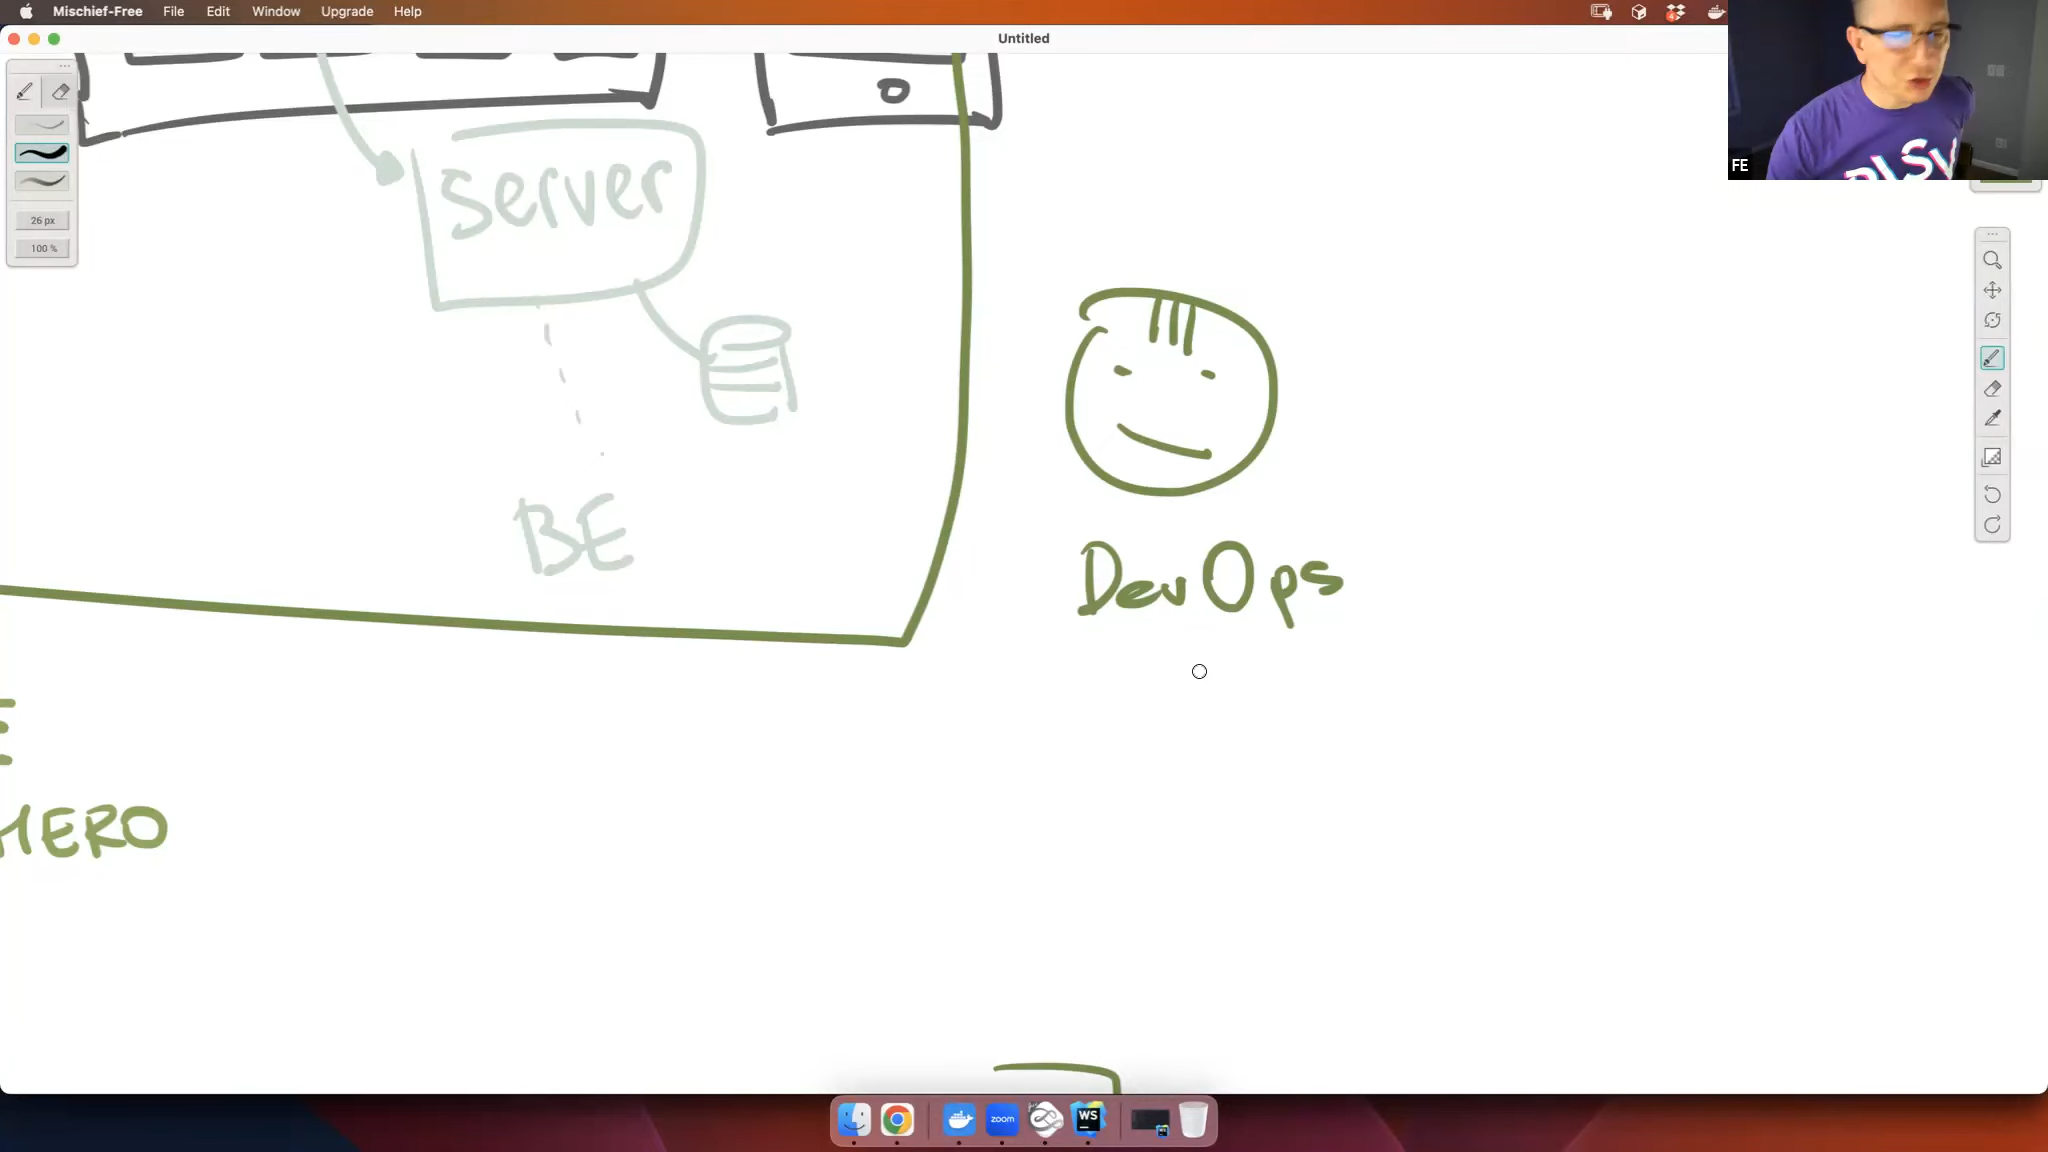 Mischief-Free File Edit Window Upgrade Help
Untitled
FE
26 px
100 %
server
BE
DevOps
HERO
zoom
WS